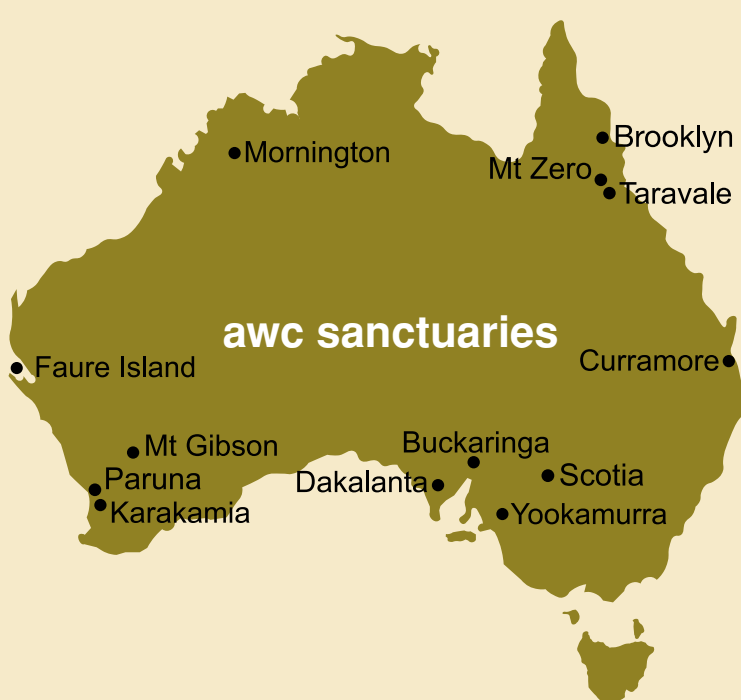 Brooklyn
Mornington
Mt Zero
Taravale
awc sanctuaries
Curramore
Faure Island
Buckaringa
Mt Gibson
Scotia
Paruna
Dakalanta
Karakamia
Yookamurra